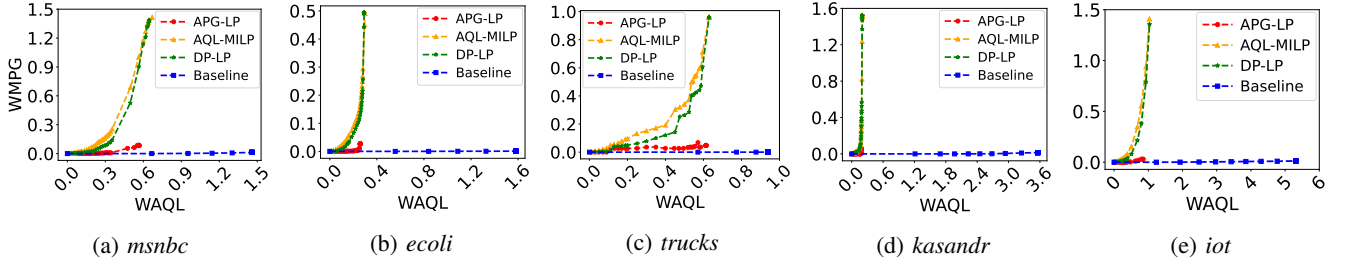 WMPG
1.5
1.2
0.9
0.6
0.3
0.0
APG-LP
AQL-MILP
DP-LP
Baseline
0.0 0.3 0.6 0.9 1.2 1.5
WAQL
(a) msnbc
0.5
0.4
0.3
0.2
0.1
0.0
APG-LP
AQL-MILP
DP-LP
Baseline
0.0 0.4 0.8 1.2 1.6
WAQL
(b) ecoli
1.0
0.8
0.6
0.4
0.2
0.0
APG-LP
AQL-MILP
DP-LP
Baseline
0.0 0.2 0.4 0.6 0.8 1.0
WAQL
(c) trucks
1.6
1.2
0.8
0.4
0.0
APG-LP
AQL-MILP
DP-LP
Baseline
0.0 0.6 1.2 1.8 2.4 3.0 3.6
WAQL
(d) kasandr
1.5
1.0
0.5
0.0
APG-LP
AQL-MILP
DP-LP
Baseline
0 1 2 3 4 5 6
WAQL
(e) iot